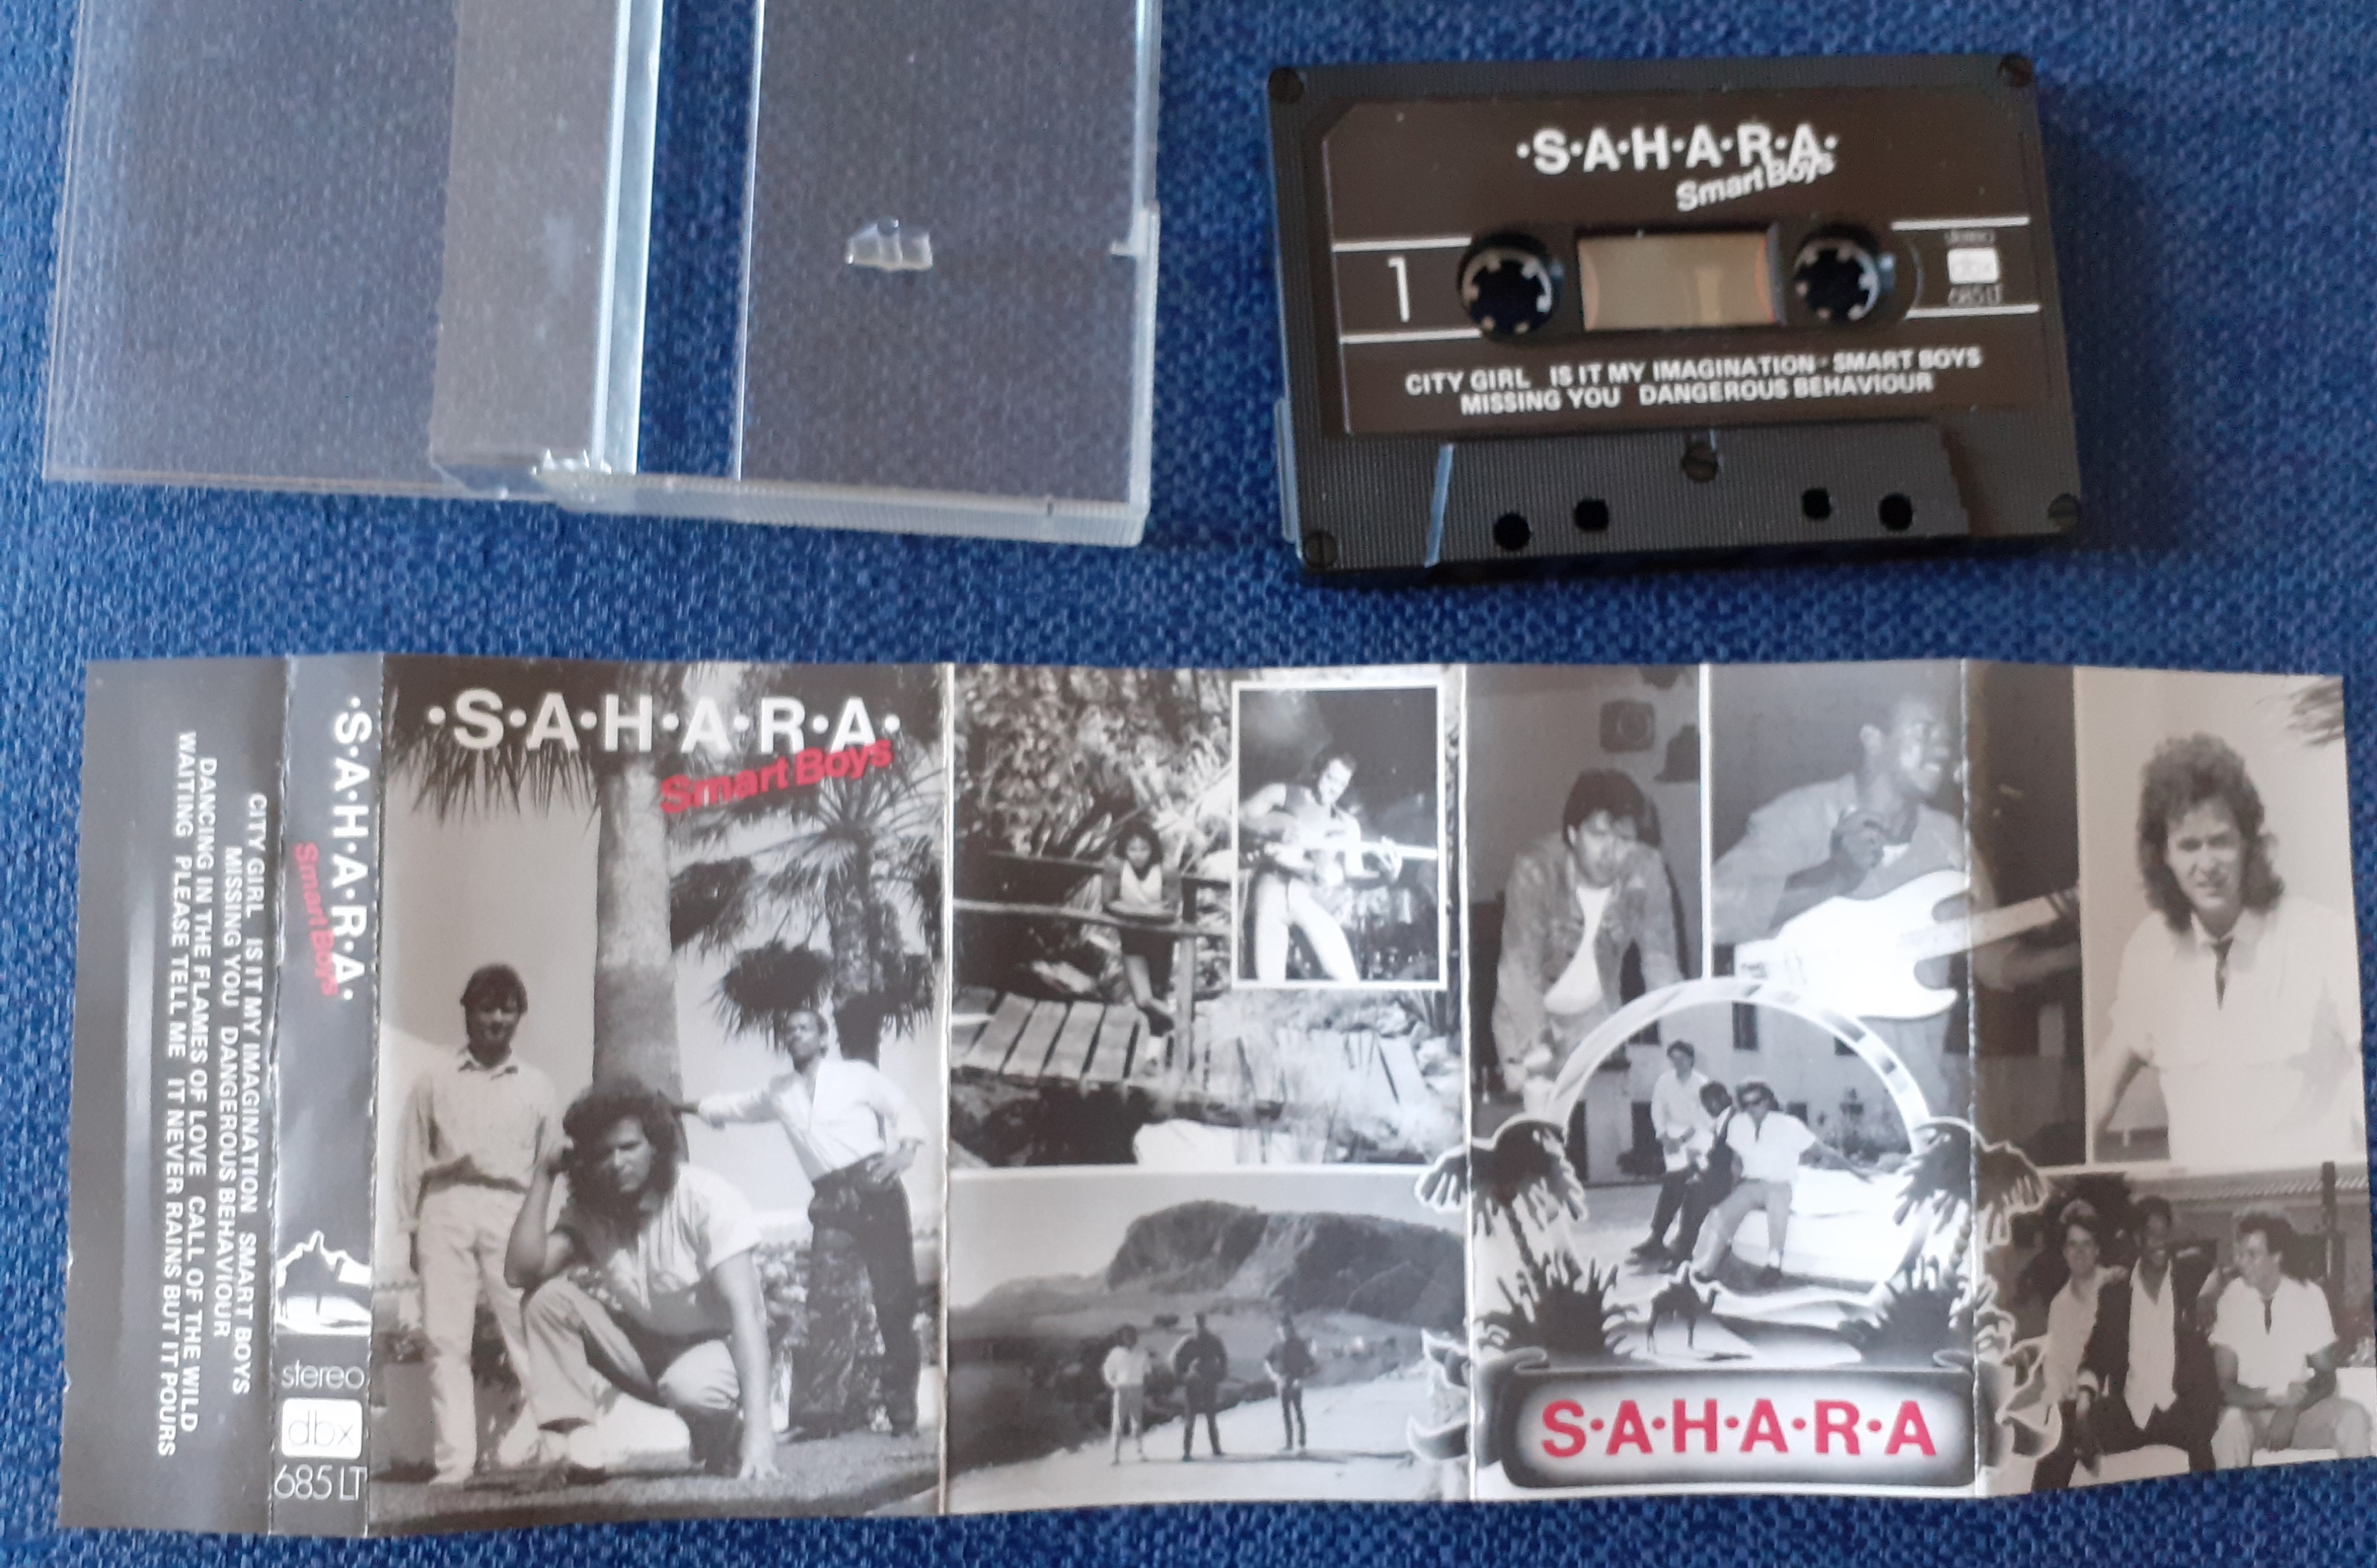 ·S·A·H·A·R·A·
Smart Boys
1
stereo
dbx
685 LT
CITY GIRL IS IT MY IMAGINATION · SMART BOYS
MISSING YOU DANGEROUS BEHAVIOUR
CITY GIRL IS IT MY IMAGINATION SMART BOYS
MISSING YOU DANGEROUS BEHAVIOUR
DANCING IN THE FLAMES OF LOVE CALL OF THE WILD
WAITING PLEASE TELL ME IT NEVER RAINS BUT IT POURS
·S·A·H·A·R·A·
Smart Boys
stereo
dbx
685 LT
·S·A·H·A·R·A·
Smart Boys
S·A·H·A·R·A